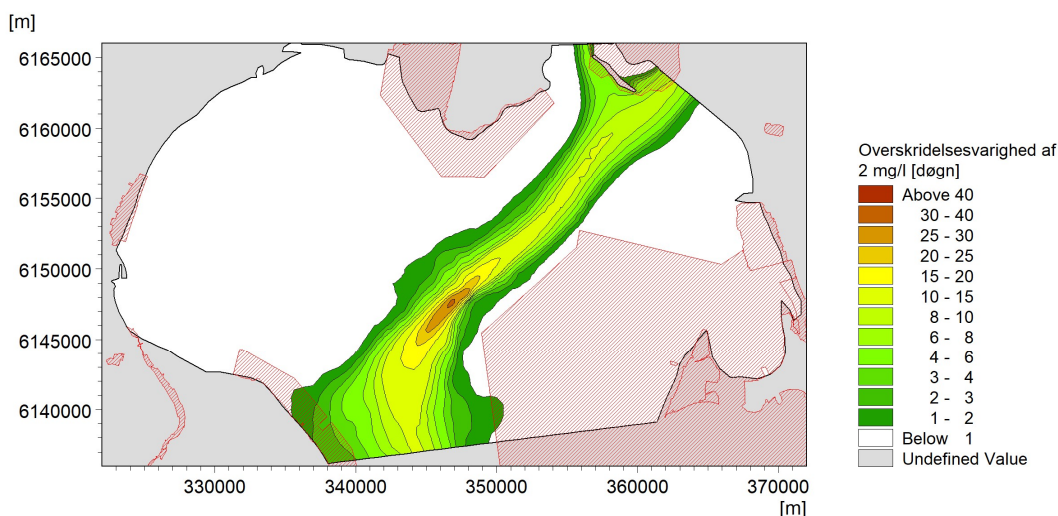 [m]
6165000
6160000
6155000
6150000
6145000
6140000
330000 340000 350000 360000 370000
[m]
Overskridelsesvarighed af
2 mg/l [døgn]
Above 40
30 - 40
25 - 30
20 - 25
15 - 20
10 - 15
8 - 10
6 - 8
4 - 6
3 - 4
2 - 3
1 - 2
Below 1
Undefined Value